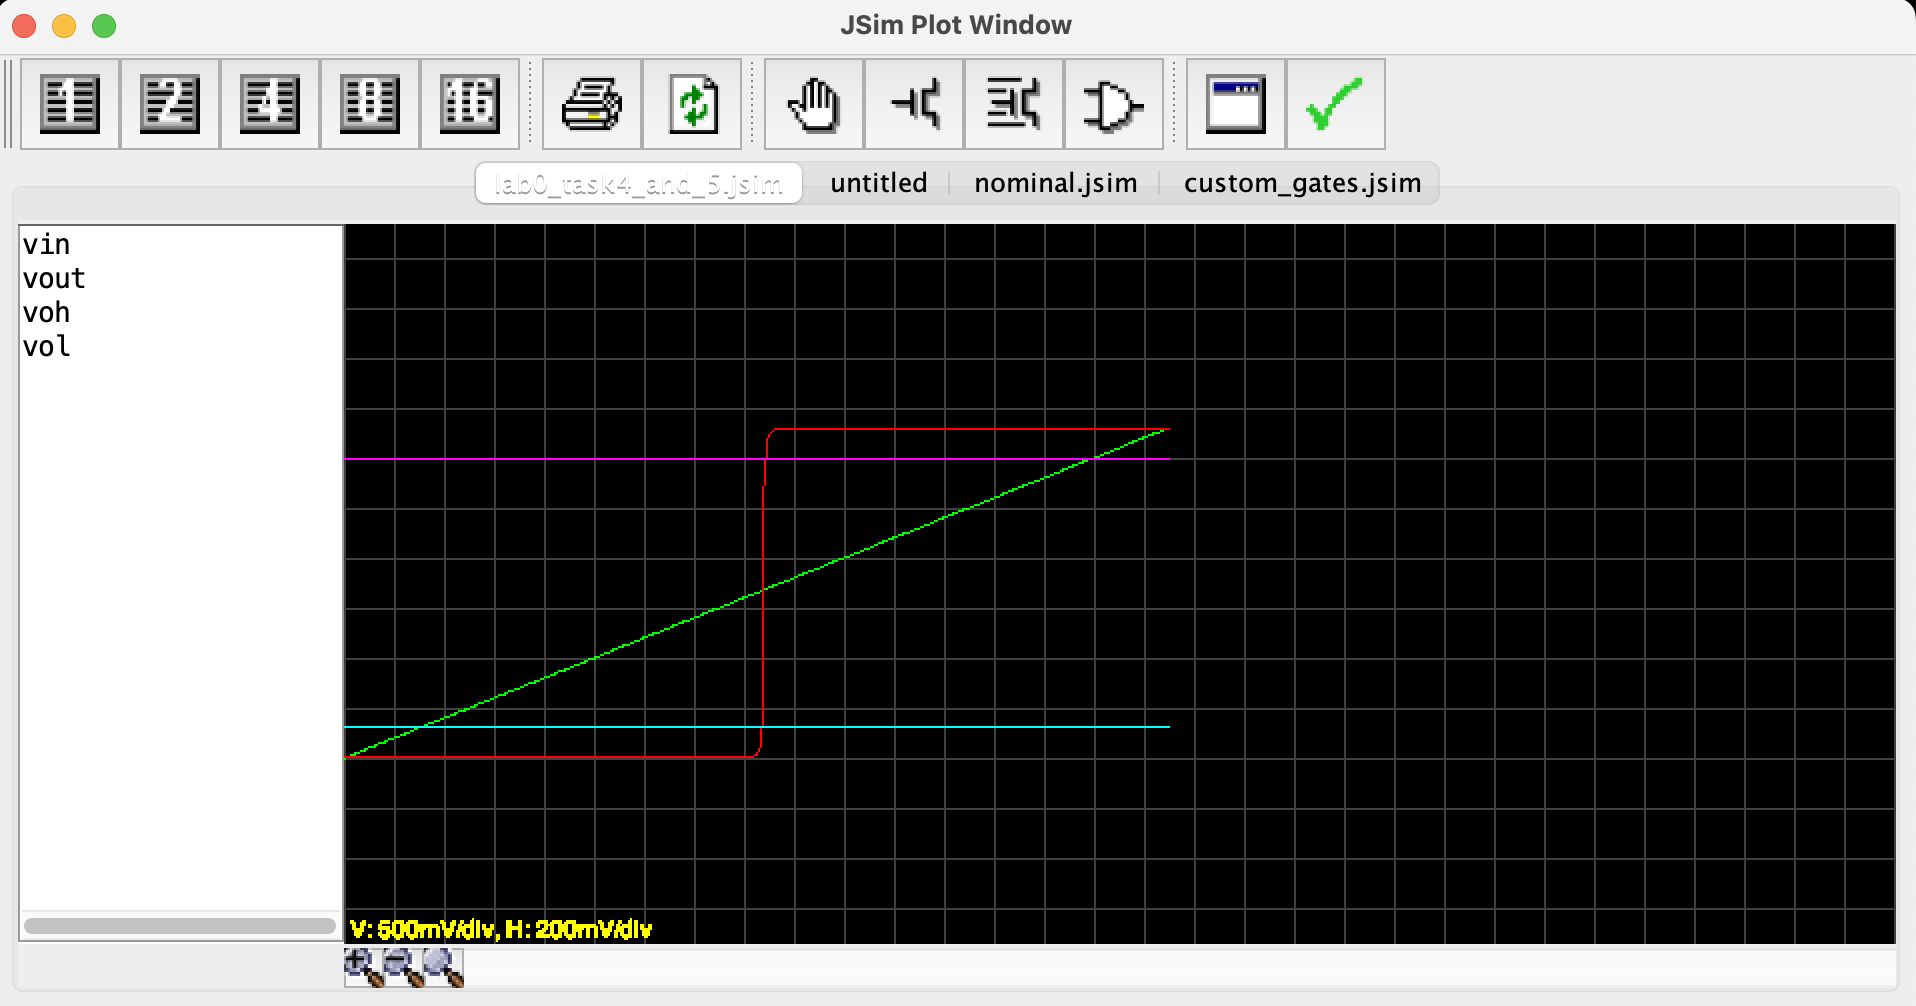 JSim Plot Window
1 2 4 8 16
lab0_task4_and_5.jsim untitled nominal.jsim custom_gates.jsim
vin
vout
voh
vol
V: 500mV/div, H: 200mV/div